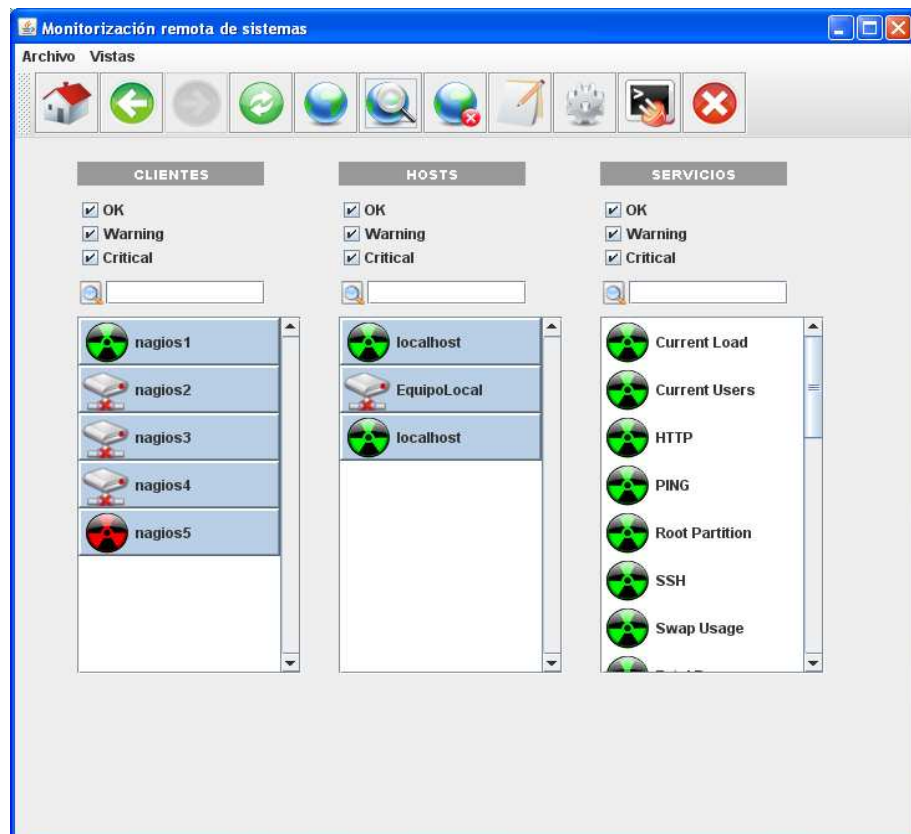 Monitorización remota de sistemas
Archivo Vistas
CLIENTES
OK
Warning
Critical
nagios1
nagios2
nagios3
nagios4
nagios5
HOSTS
OK
Warning
Critical
localhost
EquipoLocal
localhost
SERVICIOS
OK
Warning
Critical
Current Load
Current Users
HTTP
PING
Root Partition
SSH
Swap Usage